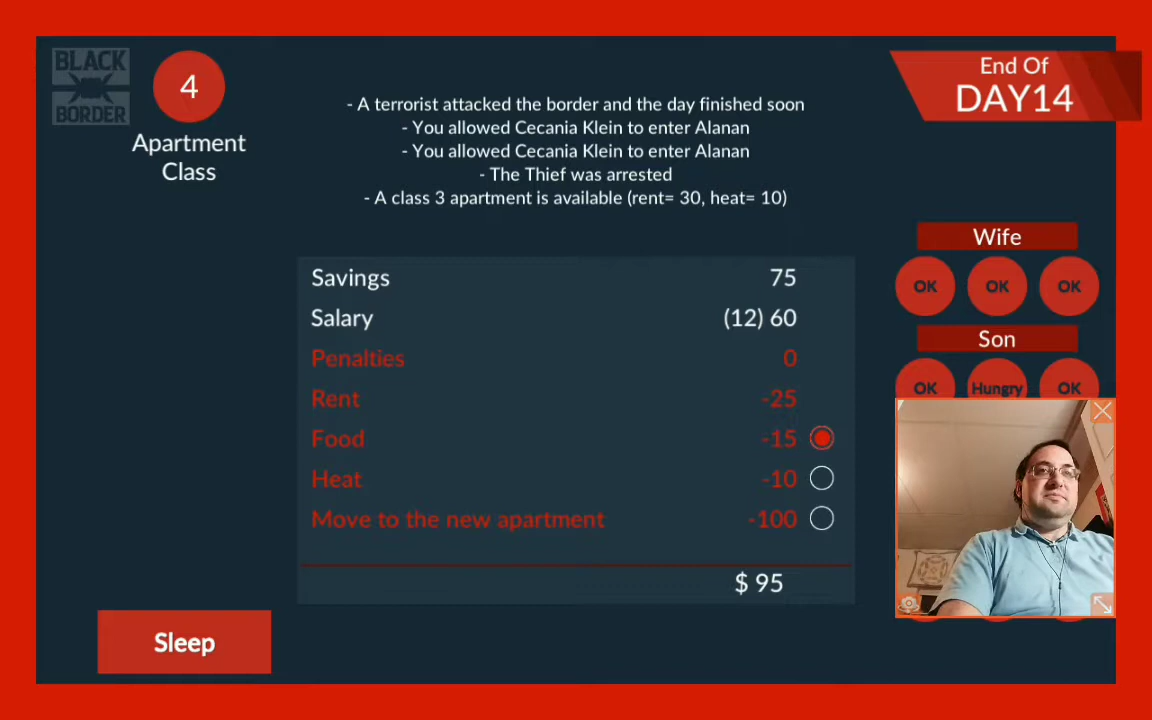 BLACK
BORDER
4
Apartment
Class
- A terrorist attacked the border and the day finished soon
- You allowed Cecania Klein to enter Alanan
- You allowed Cecania Klein to enter Alanan
- The Thief was arrested
- A class 3 apartment is available (rent= 30, heat= 10)
End Of
DAY14
Savings 75
Salary (12) 60
Penalties 0
Rent -25
Food -15
Heat -10
Move to the new apartment -100
$ 95
Wife
OK OK OK
Son
OK Hungry OK
Sleep